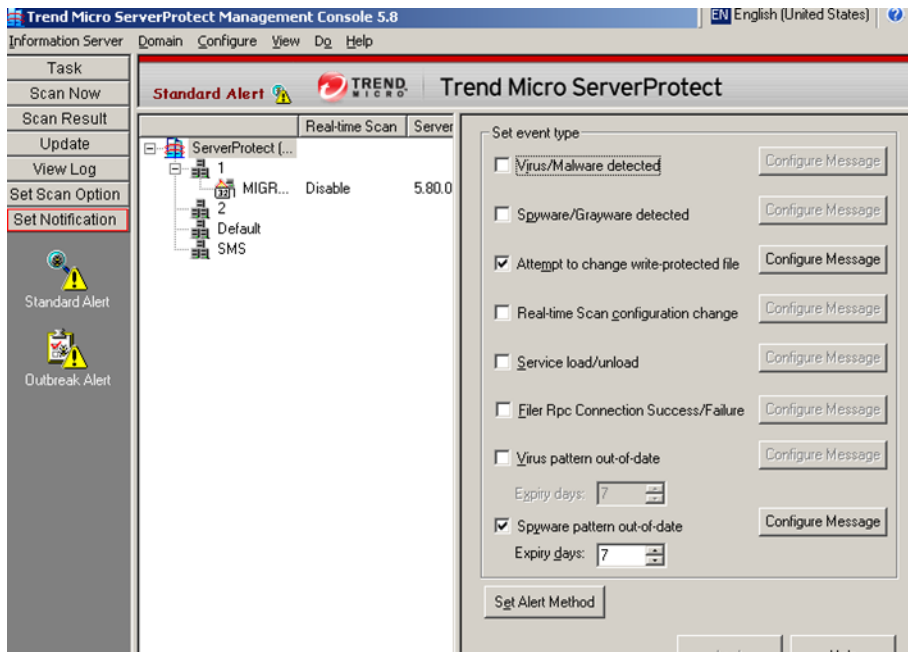 Trend Micro ServerProtect Management Console 5.8
EN English (United States)
Information Server Domain Configure View Do Help
Task
Scan Now
Scan Result
Update
View Log
Set Scan Option
Set Notification
Standard Alert
Outbreak Alert
Standard Alert
TREND MICRO
Trend Micro ServerProtect
Real-time Scan Server
ServerProtect (...
1
MIGR... Disable 5.80.0
2
Default
SMS
Set event type
Virus/Malware detected Configure Message
Spyware/Grayware detected Configure Message
Attempt to change write-protected file Configure Message
Real-time Scan configuration change Configure Message
Service load/unload Configure Message
Filer Rpc Connection Success/Failure Configure Message
Virus pattern out-of-date Configure Message
Expiry days: 7
Spyware pattern out-of-date Configure Message
Expiry days: 7
Set Alert Method